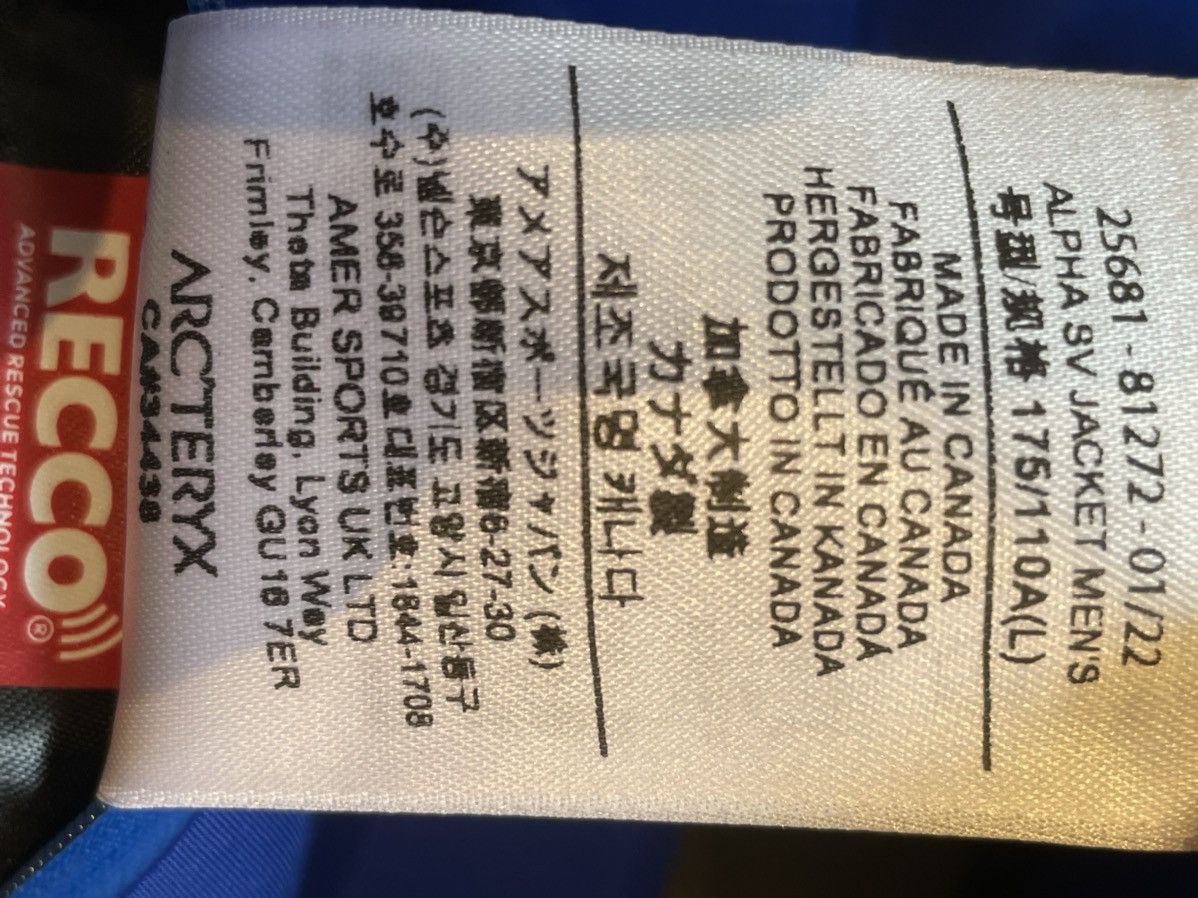 25681-81272-01/22
ALPHA SV JACKET MEN'S
号型/规格 175/110A(L)
MADE IN CANADA
FABRIQUÉ AU CANADA
FABRICADO EN CANADÁ
HERGESTELLT IN KANADA
PRODOTTO IN CANADA
加拿大制造
カナダ製
제조국명 캐나다
アメアスポーツジャパン(株)
東京都新宿区新宿6-27-30
(주)넬슨스포츠 경기도 고양시 일산동구
호수로 358-39710호 대표번호:1644-1708
AMER SPORTS UK LTD
Theta Building, Lyon Way
Frimley, Camberley GU16 7ER
ARC'TERYX
RECCO®
ADVANCED RESCUE TECHNOLOGY